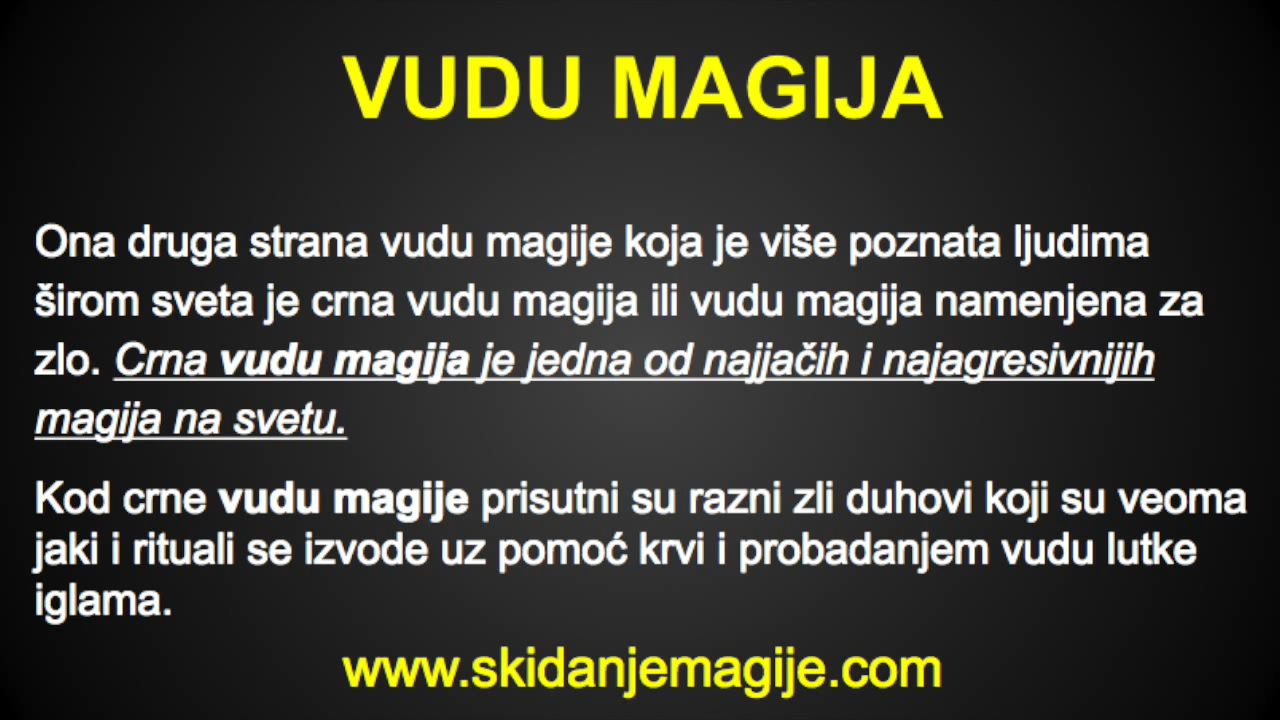 VUDU MAGIJA
Ona druga strana vudu magije koja je više poznata ljudima
širom sveta je crna vudu magija ili vudu magija namenjena za
zlo. Crna vudu magija je jedna od najjačih i najagresivnijih
magija na svetu.
Kod crne vudu magije prisutni su razni zli duhovi koji su veoma
jaki i rituali se izvode uz pomoć krvi i probadanjem vudu lutke
iglama.
www.skidanjemagije.com